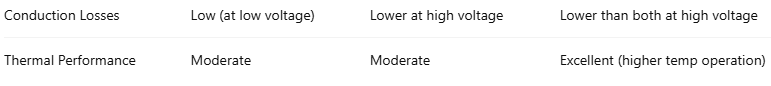 Conduction Losses Low (at low voltage) Lower at high voltage Lower than both at high voltage
Thermal Performance Moderate Moderate Excellent (higher temp operation)